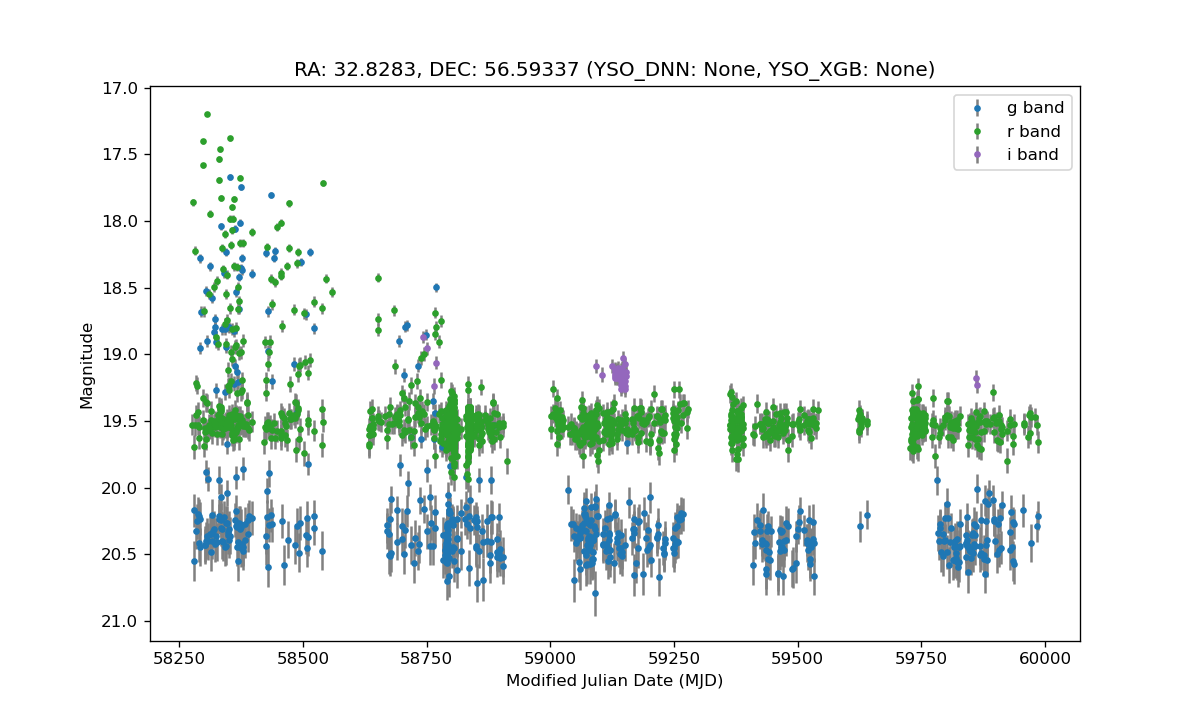 RA: 32.8283, DEC: 56.59337 (YSO_DNN: None, YSO_XGB: None)
g band
r band
i band
Magnitude
17.0
17.5
18.0
18.5
19.0
19.5
20.0
20.5
21.0
58250 58500 58750 59000 59250 59500 59750 60000
Modified Julian Date (MJD)